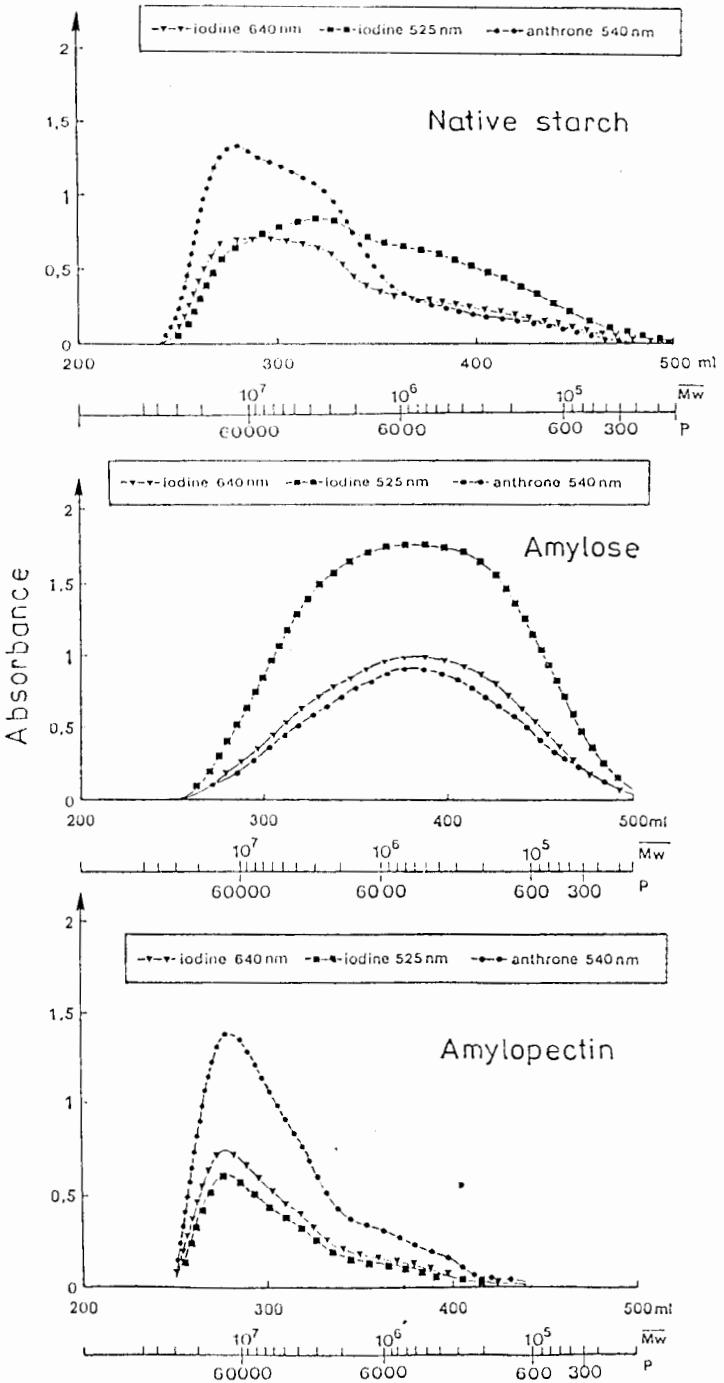 iodine 640 nm iodine 525 nm anthrone 540 nm
2
Native starch
1,5
1
0,5
0
200 300 400 500 ml
10⁷ 10⁶ 10⁵ Mw
60000 6000 600 300 P
iodine 640 nm iodine 525 nm anthrone 540 nm
2
Amylose
1.5
Absorbance
1
0.5
0
200 300 400 500ml
10⁷ 10⁶ 10⁵ Mw
60000 6000 600 300 P
iodine 640 nm iodine 525 nm anthrone 540 nm
2
1.5
Amylopectin
1
0,5
0
200 300 400 500ml
10⁷ 10⁶ 10⁵ Mw
60000 6000 600 300 P